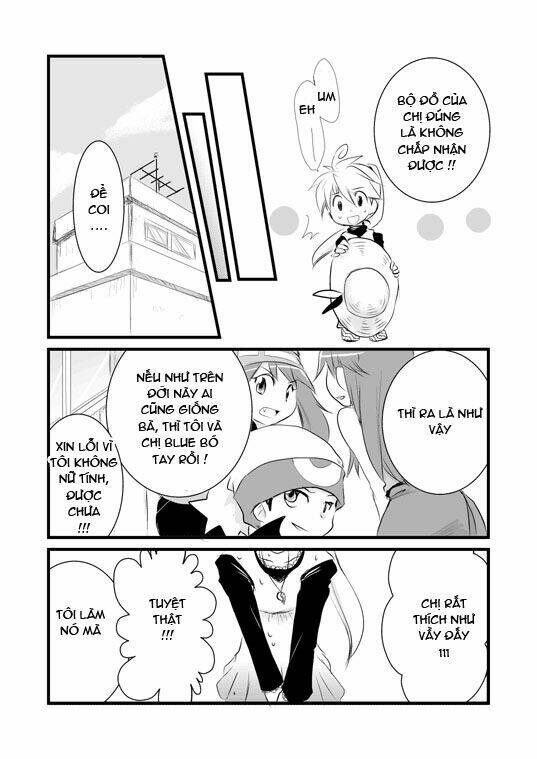 BỘ ĐỒ CỦA
CHỊ ĐÚNG
LÀ KHÔNG
CHẤP NHẬN
ĐƯỢC !!
UM
EH
ĐỂ
COI
....
THÌ RA LÀ NHƯ
VẬY
NẾU NHƯ TRÊN
ĐỜI NÀY AI
CŨNG GIỐNG
BÃ, THÌ TÔI VÀ
CHỊ BLUE BÓ
TAY RỒI !
XIN LỖI VÌ
TÔI KHÔNG
NỮ TÍNH,
ĐƯỢC
CHƯA
!!!
CHỊ RẤT
THÍCH NHƯ
VẦY ĐẤY
111
TUYỆT
THẬT
!!!
TÔI LÀM
NÓ MÀ